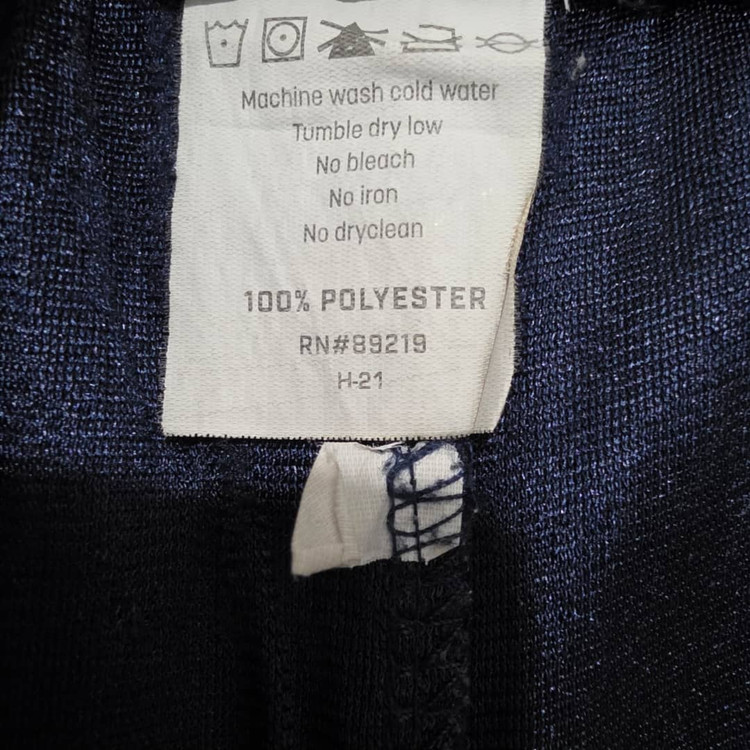 Machine wash cold water
Tumble dry low
No bleach
No iron
No dryclean
100% POLYESTER
RN#89219
H-21